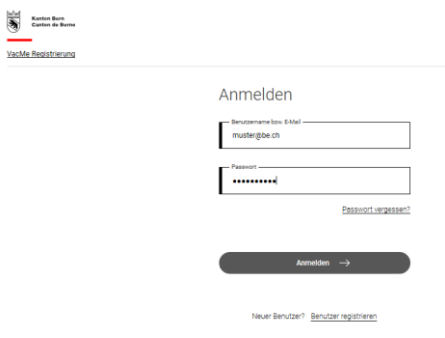 Kanton Bern
Canton de Berne
VacMe Registrierung
Anmelden
Benutzername bzw. E-Mail
muster@be.ch
Passwort
••••••••••
Passwort vergessen?
Anmelden →
Neuer Benutzer? Benutzer registrieren